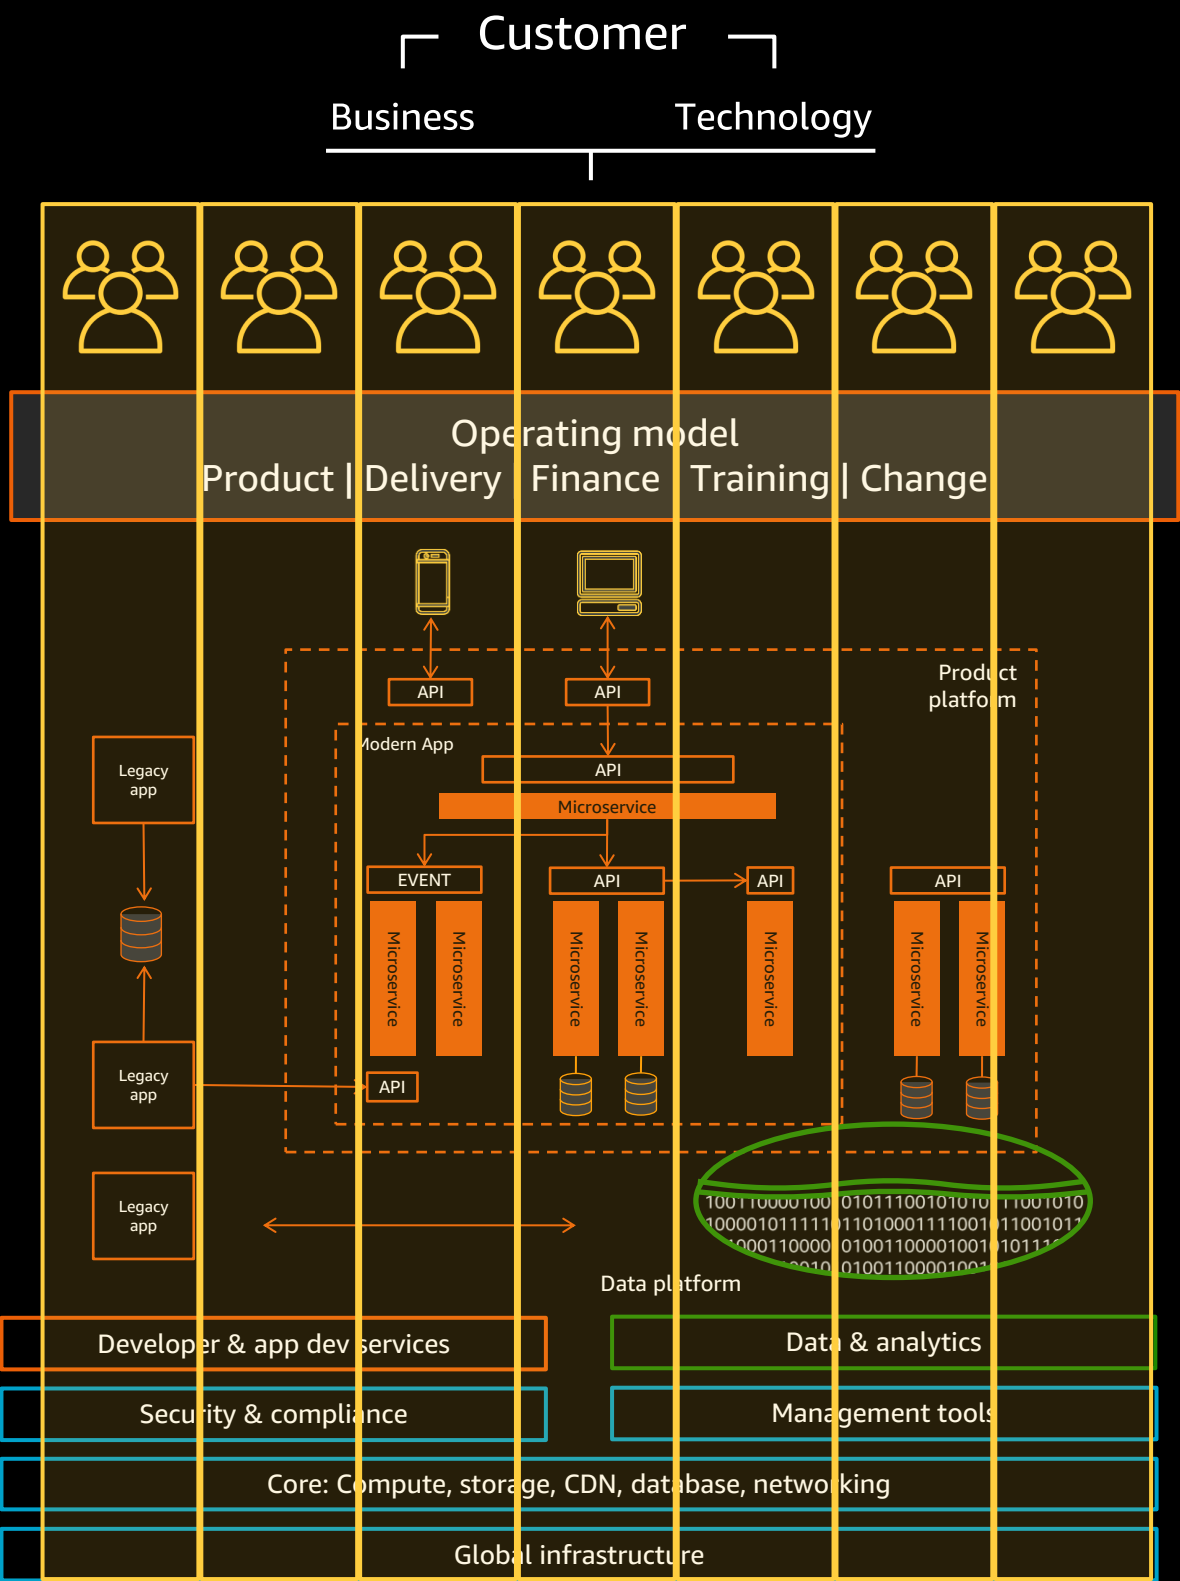 Customer
Business
Technology
Operating model
Product | Delivery | Finance | Training | Change
Product
platform
API
API
Modern App
API
Microservice
Legacy
app
EVENT
API
API
API
Microservice
Microservice
Microservice
Microservice
Microservice
Microservice
Microservice
Legacy
app
API
Legacy
app
Data platform
Developer & app dev services
Data & analytics
Security & compliance
Management tools
Core: Compute, storage, CDN, database, networking
Global infrastructure